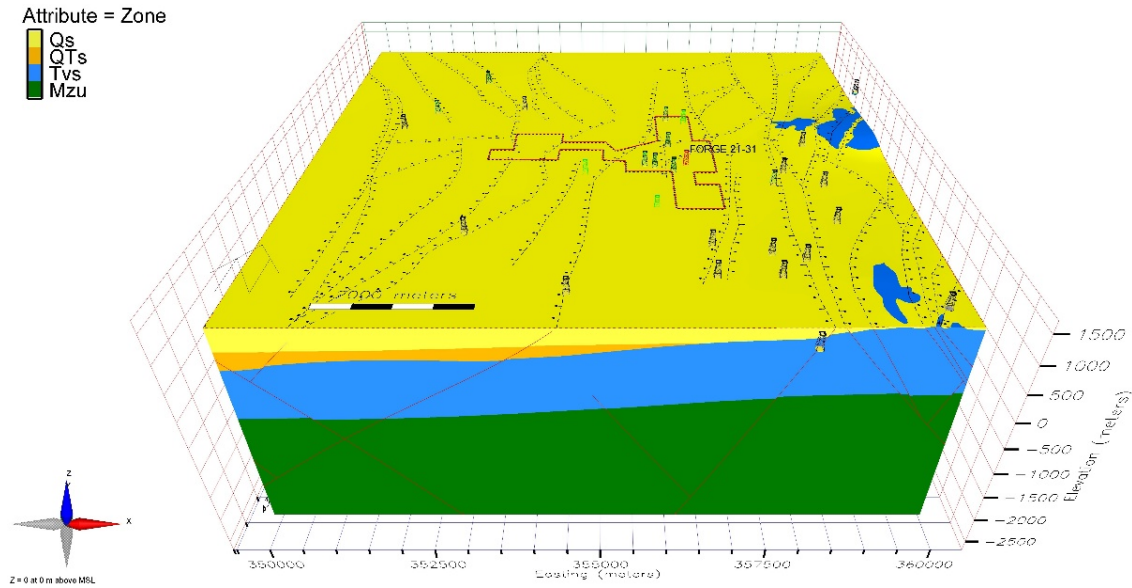 Attribute = Zone
Qs
QTs
Tvs
Mzu
FORGE 21-31
meters
1500
1000
500
0
-500
-1000
-1500
-2000
-2500
Elevation (meters)
350000
352500
355000
357500
360000
Easting (meters)
z
x
Z = 0 at 0 m above MSL